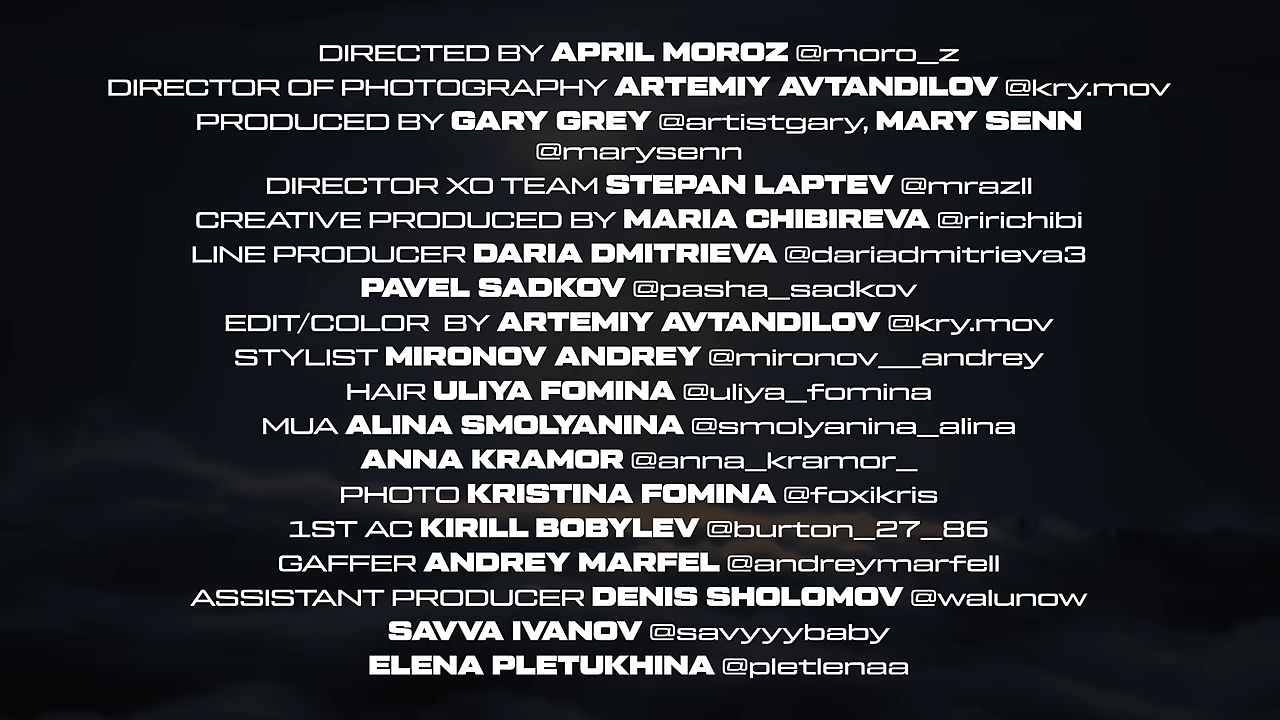 DIRECTED BY APRIL MOROZ @moro_z
DIRECTOR OF PHOTOGRAPHY ARTEMIY AVTANDILOV @kry.mov
PRODUCED BY GARY GREY @artistgary, MARY SENN
@marysenn
DIRECTOR XO TEAM STEPAN LAPTEV @mrazll
CREATIVE PRODUCED BY MARIA CHIBIREVA @ririchibi
LINE PRODUCER DARIA DMITRIEVA @dariadmitrieva3
PAVEL SADKOV @pasha_sadkov
EDIT/COLOR  BY ARTEMIY AVTANDILOV @kry.mov
STYLIST MIRONOV ANDREY @mironov__andrey
HAIR ULIYA FOMINA @uliya_fomina
MUA ALINA SMOLYANINA @smolyanina_alina
ANNA KRAMOR @anna_kramor_
PHOTO KRISTINA FOMINA @foxikris
1ST AC KIRILL BOBYLEV @burton_27_86
GAFFER ANDREY MARFEL @andreymarfell
ASSISTANT PRODUCER DENIS SHOLOMOV @walunow
SAVVA IVANOV @savyyybaby
ELENA PLETUKHINA @pletlenaa